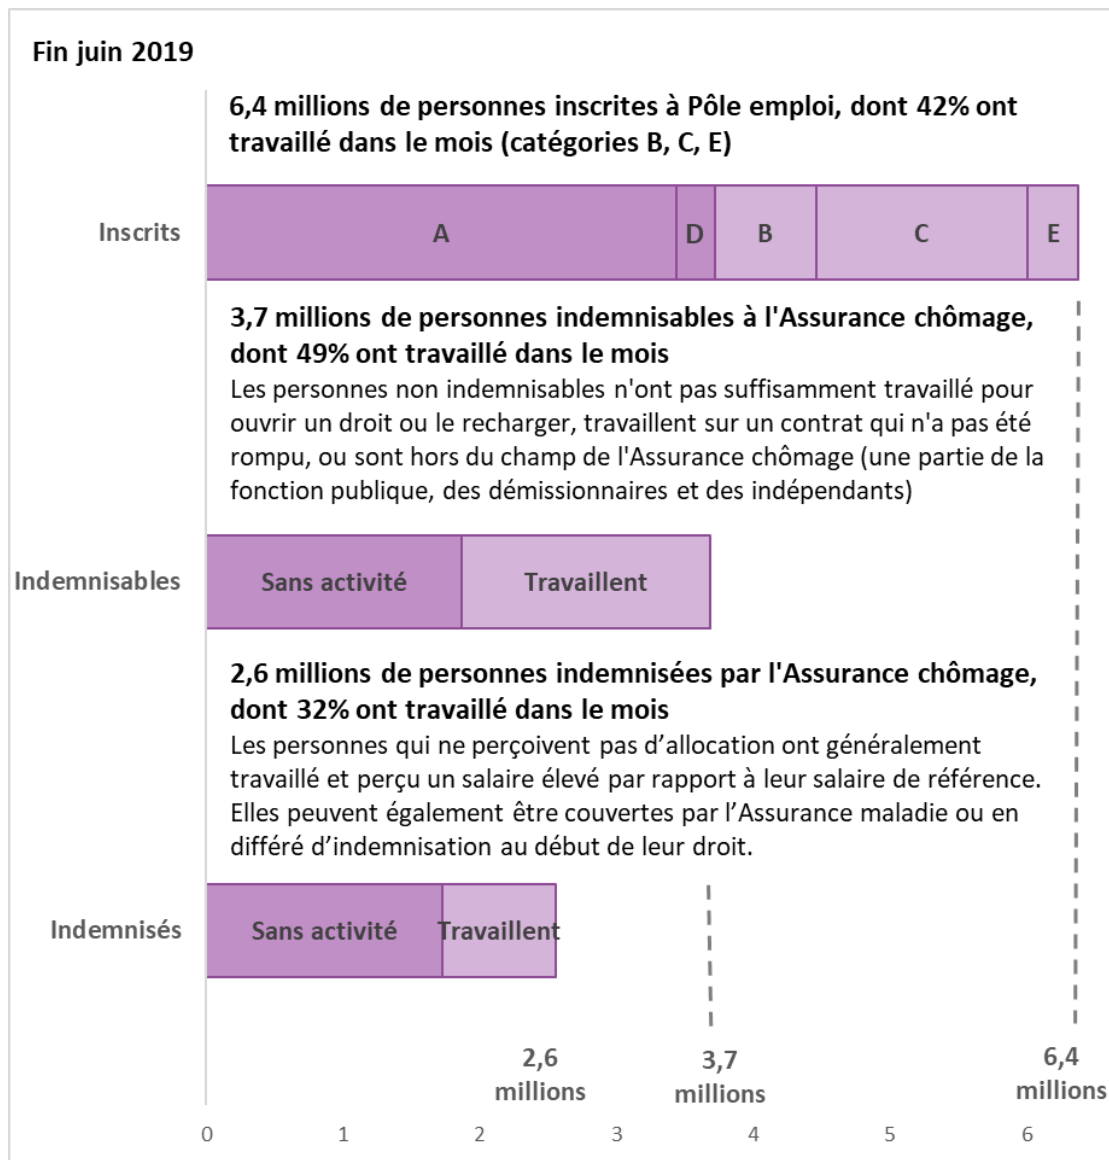 Fin juin 2019
6,4 millions de personnes inscrites à Pôle emploi, dont 42% ont
travaillé dans le mois (catégories B, C, E)
Inscrits
A
D
B
C
E
3,7 millions de personnes indemnisables à l'Assurance chômage,
dont 49% ont travaillé dans le mois
Les personnes non indemnisables n'ont pas suffisamment travaillé pour
ouvrir un droit ou le recharger, travaillent sur un contrat qui n'a pas été
rompu, ou sont hors du champ de l'Assurance chômage (une partie de la
fonction publique, des démissionnaires et des indépendants)
Indemnisables
Sans activité
Travaillent
2,6 millions de personnes indemnisées par l'Assurance chômage,
dont 32% ont travaillé dans le mois
Les personnes qui ne perçoivent pas d’allocation ont généralement
travaillé et perçu un salaire élevé par rapport à leur salaire de référence.
Elles peuvent également être couvertes par l’Assurance maladie ou en
différé d’indemnisation au début de leur droit.
Indemnisés
Sans activité
Travaillent
2,6
millions
3,7
millions
6,4
millions
0 1 2 3 4 5 6